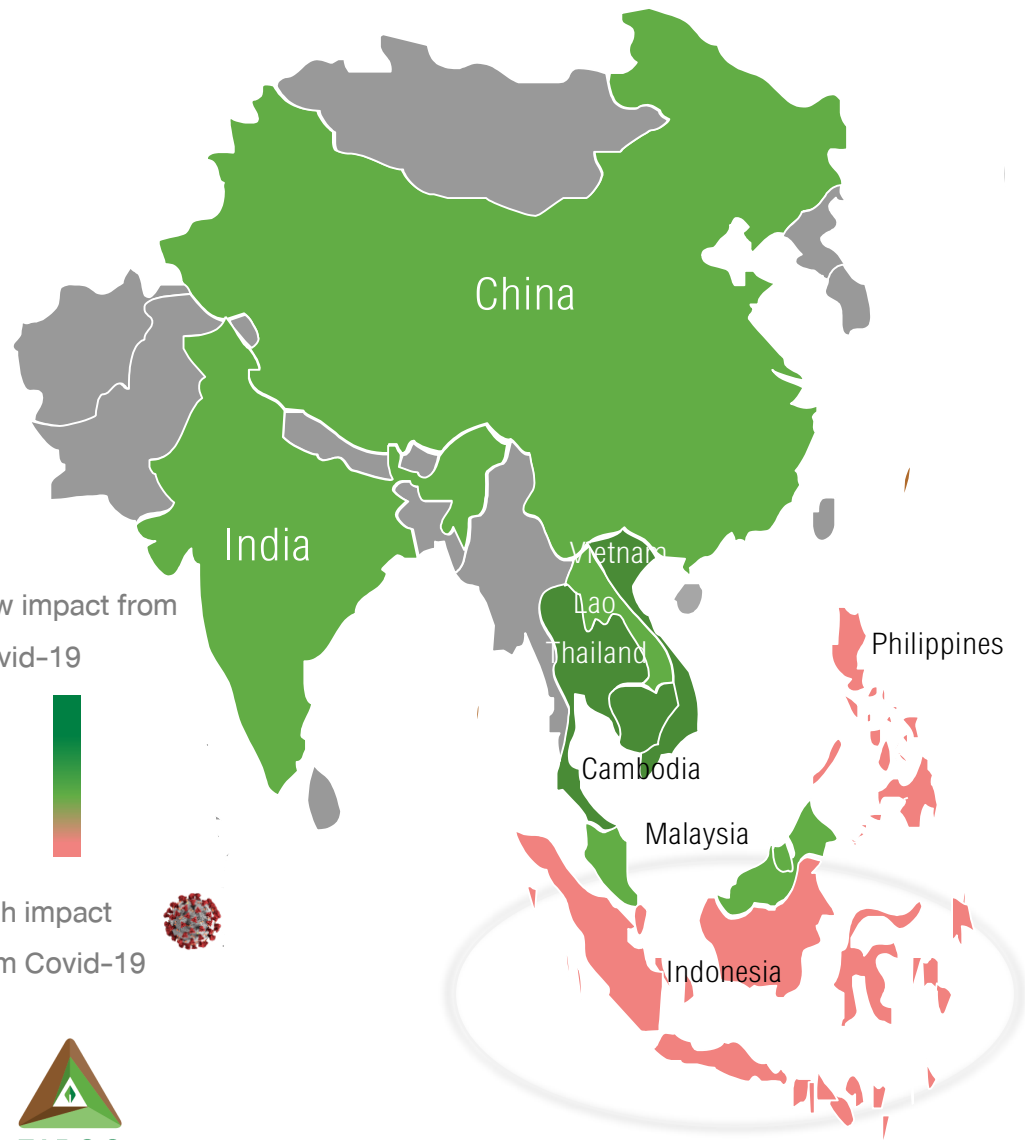 China
India
Vietnam
Lao
Thailand
Philippines
Cambodia
Malaysia
Indonesia
w impact from
vid-19
h impact
m Covid-19